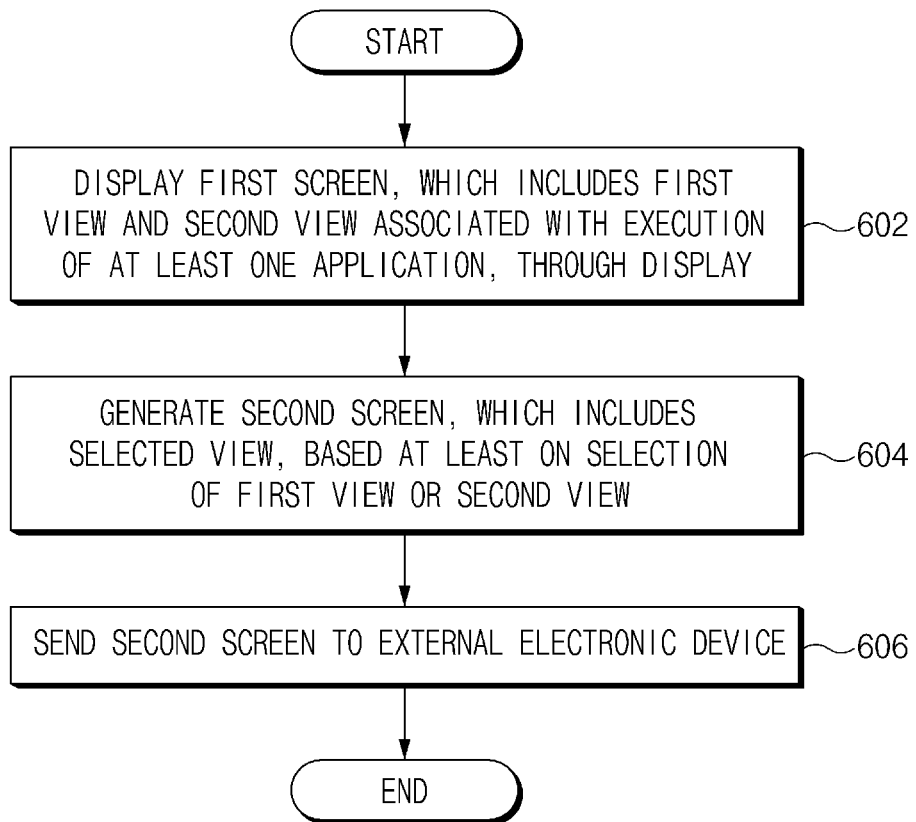 START
DISPLAY FIRST SCREEN, WHICH INCLUDES FIRST
VIEW AND SECOND VIEW ASSOCIATED WITH EXECUTION
OF AT LEAST ONE APPLICATION, THROUGH DISPLAY
602
GENERATE SECOND SCREEN, WHICH INCLUDES
SELECTED VIEW, BASED AT LEAST ON SELECTION
OF FIRST VIEW OR SECOND VIEW
604
SEND SECOND SCREEN TO EXTERNAL ELECTRONIC DEVICE
606
END